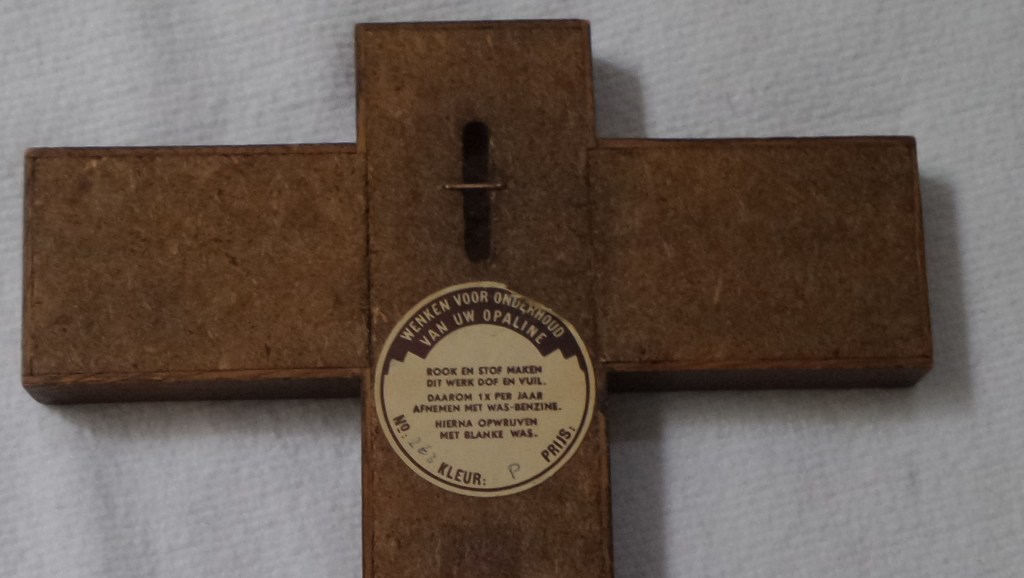 WENKEN VOOR ONDERHOUD
VAN UW OPALINE
ROOK EN STOF MAKEN
DIT WERK DOF EN VUIL.
DAAROM 1X PER JAAR
AFNEMEN MET WAS-BENZINE.
HIERNA OPWRIJVEN
MET BLANKE WAS.
NO: 263 KLEUR: P PRIJS: